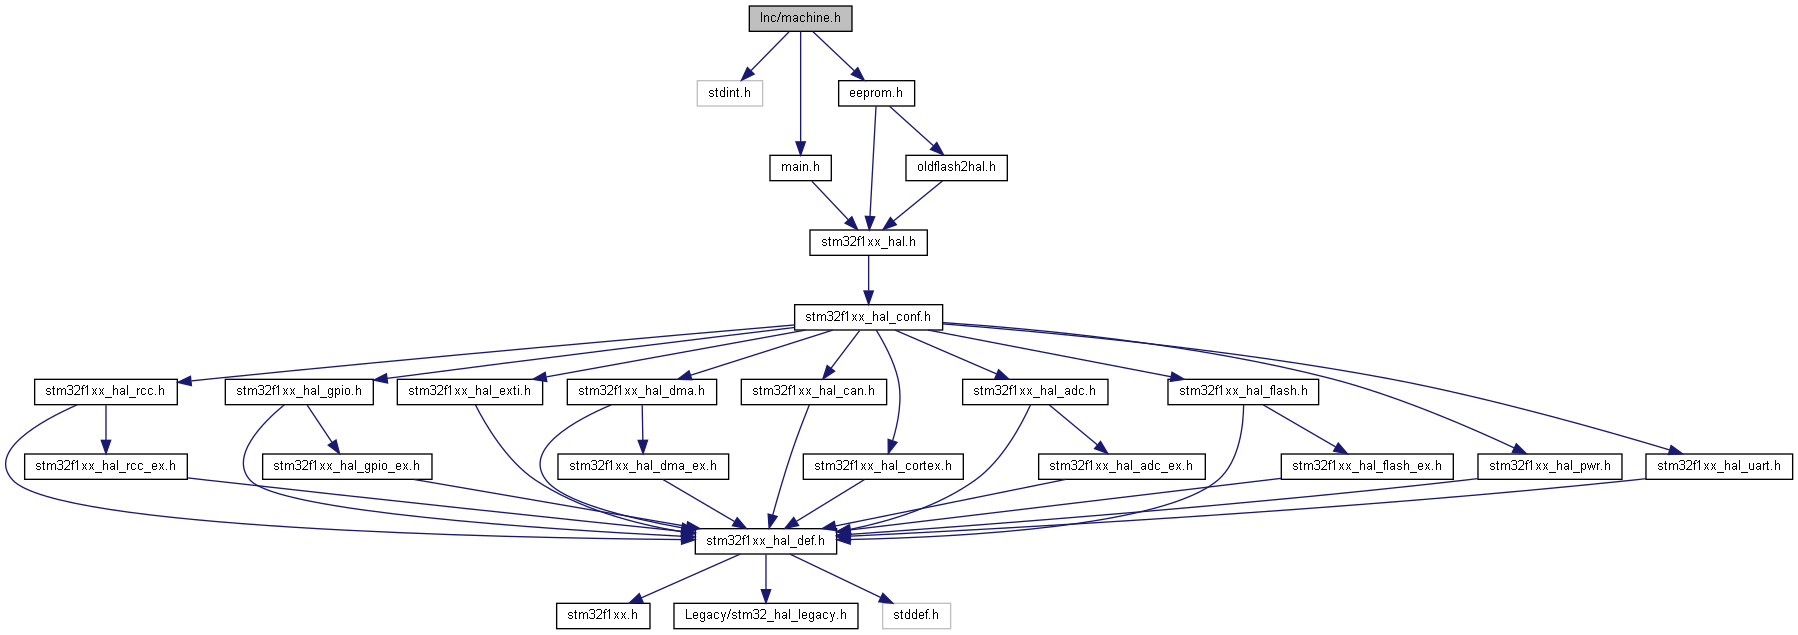 Inc/machine.h
stdint.h
eeprom.h
main.h
oldflash2hal.h
stm32f1xx_hal.h
stm32f1xx_hal_conf.h
stm32f1xx_hal_rcc.h
stm32f1xx_hal_gpio.h
stm32f1xx_hal_exti.h
stm32f1xx_hal_dma.h
stm32f1xx_hal_can.h
stm32f1xx_hal_adc.h
stm32f1xx_hal_flash.h
stm32f1xx_hal_rcc_ex.h
stm32f1xx_hal_gpio_ex.h
stm32f1xx_hal_dma_ex.h
stm32f1xx_hal_cortex.h
stm32f1xx_hal_adc_ex.h
stm32f1xx_hal_flash_ex.h
stm32f1xx_hal_pwr.h
stm32f1xx_hal_uart.h
stm32f1xx_hal_def.h
stm32f1xx.h
Legacy/stm32_hal_legacy.h
stddef.h